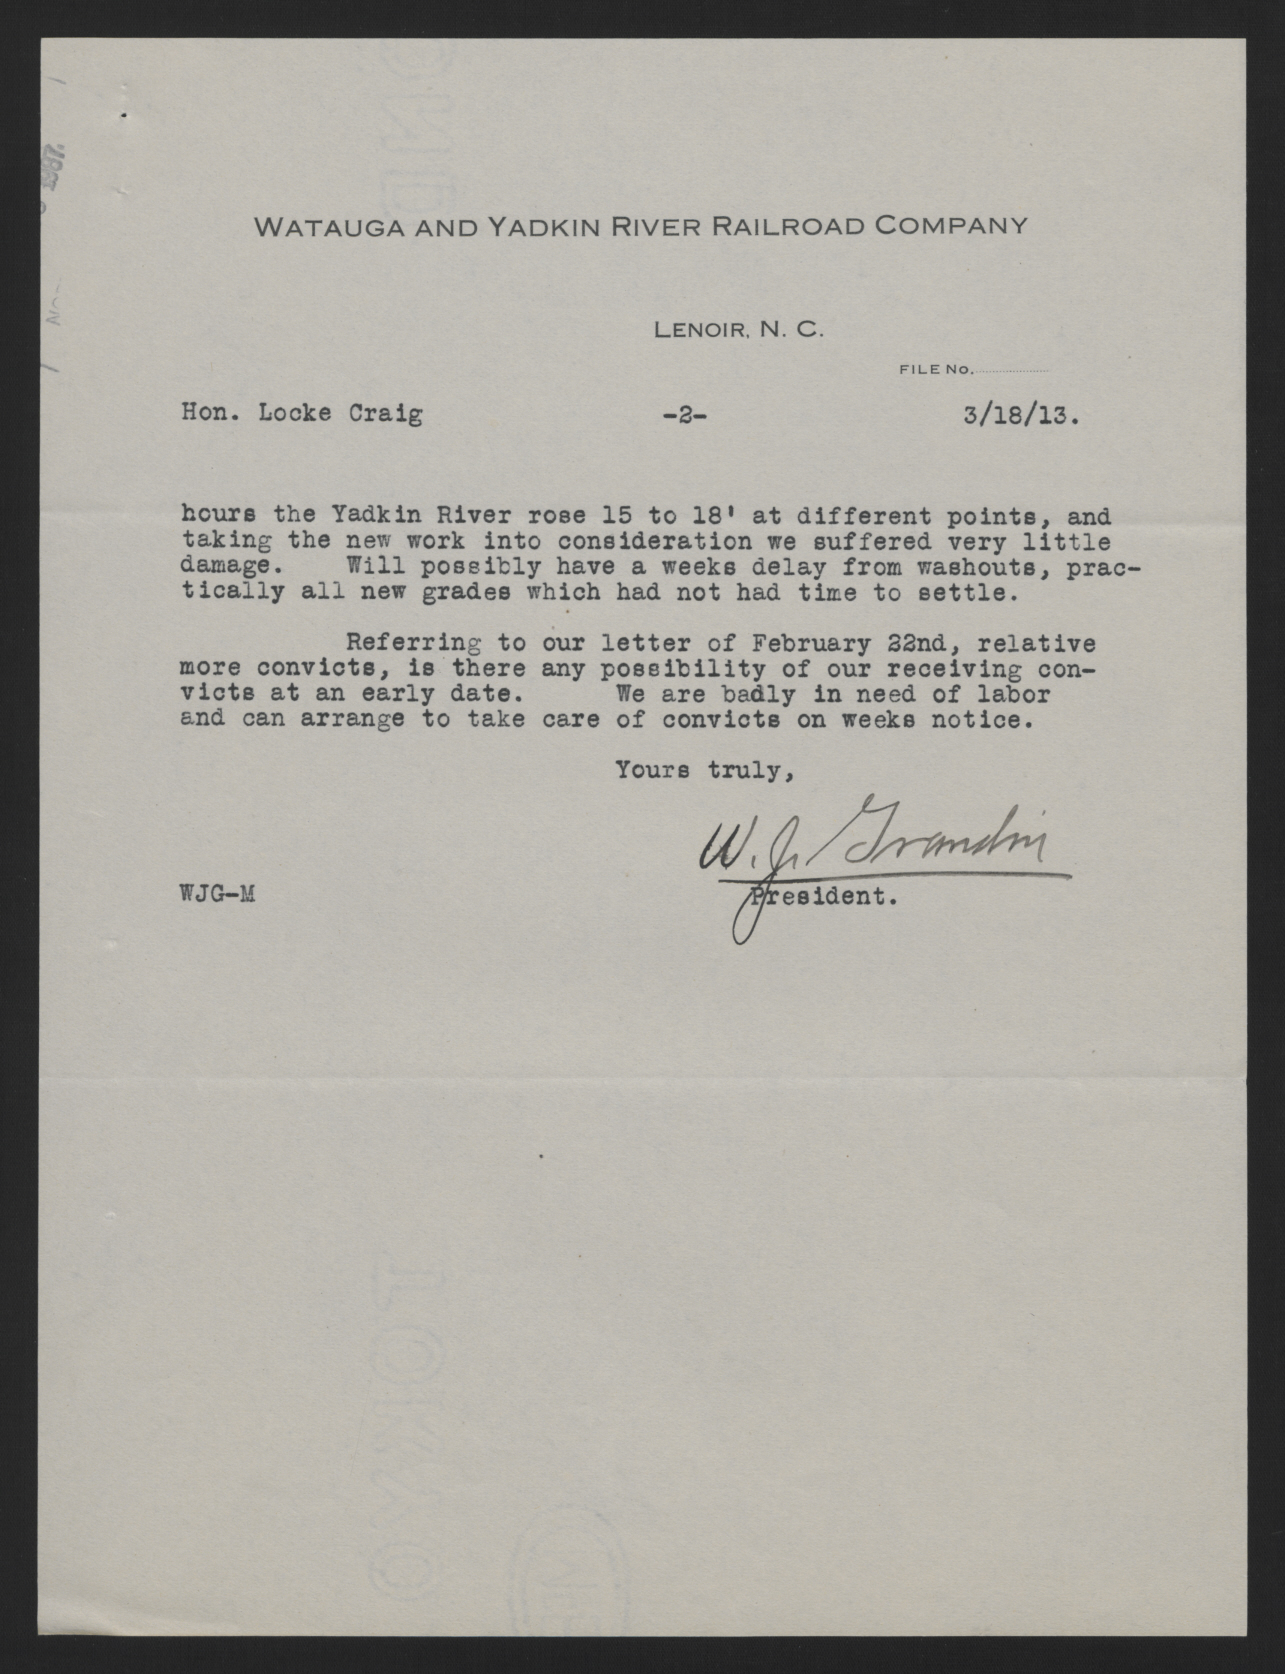 WATAUGA AND YADKIN RIVER RAILROAD COMPANY
LENOIR, N. C.
FILE No.
Hon. Locke Craig -2- 3/18/13.
hours the Yadkin River rose 15 to 18' at different points, and
taking the new work into consideration we suffered very little
damage. Will possibly have a weeks delay from washouts, prac-
tically all new grades which had not had time to settle.
Referring to our letter of February 22nd, relative
more convicts, is there any possibility of our receiving con-
victs at an early date. We are badly in need of labor
and can arrange to take care of convicts on weeks notice.
Yours truly,
W. J. Grandin
WJG-M President.